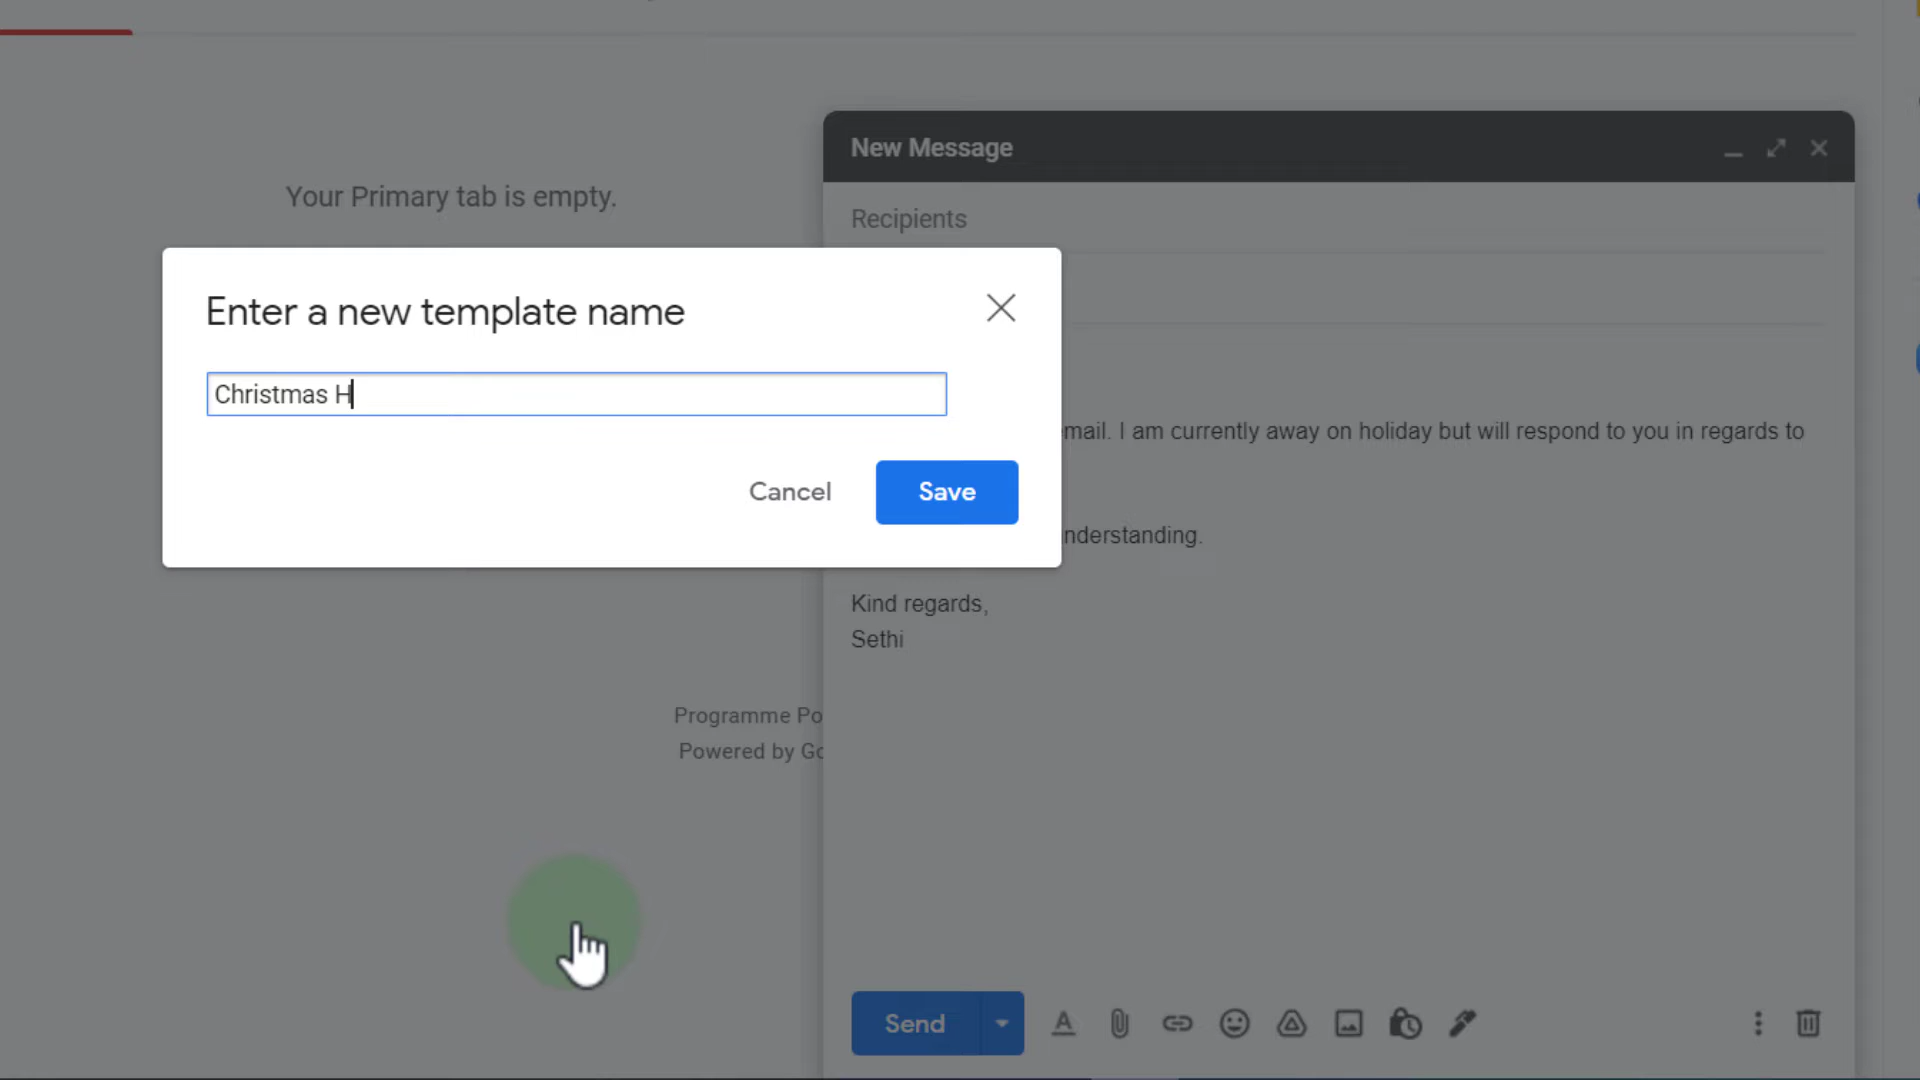 Your Primary tab is empty.
New Message
Recipients
Enter a new template name
Christmas H
mail. I am currently away on holiday but will respond to you in regards to
Cancel
Save
nderstanding.
Kind regards,
Sethi
Programme Po
Powered by Go
Send